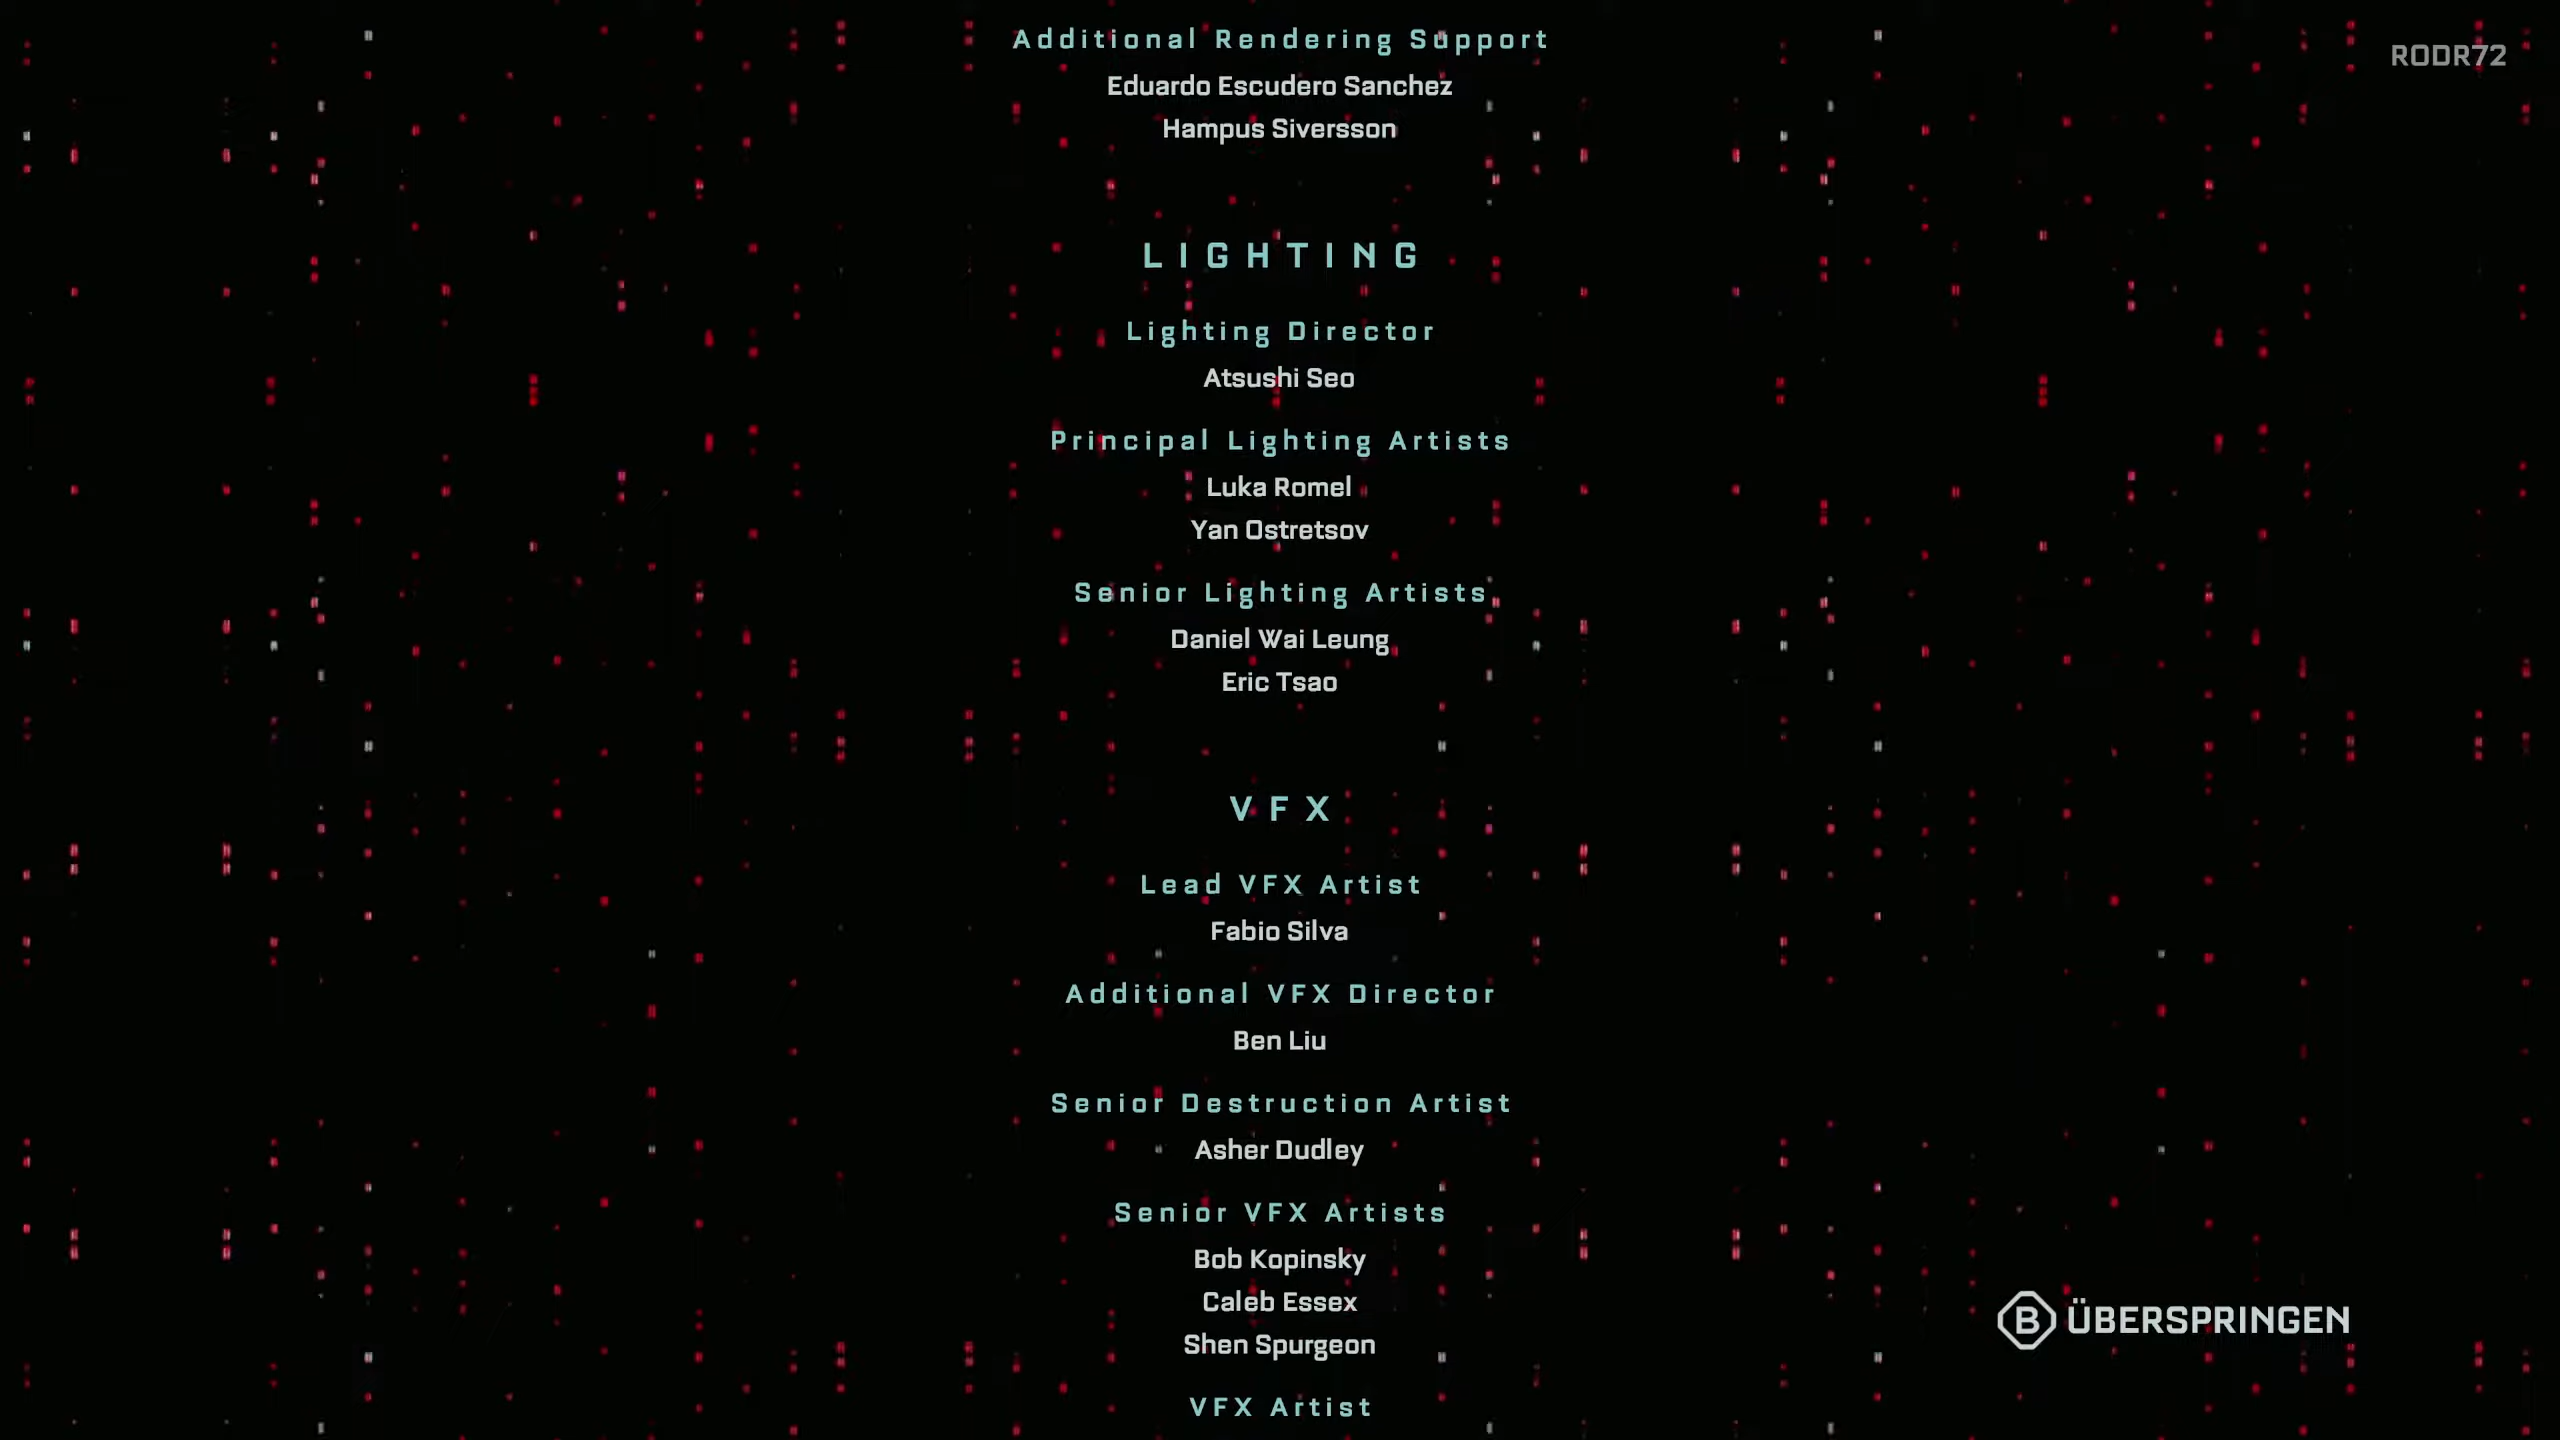 Additional Rendering Support
RODR72
Eduardo Escudero Sanchez
Hampus Siversson
LIGHTING
Lighting Director
Atsushi Seo
Principal Lighting Artists
Luka Romel
Yan Ostretsov
Senior Lighting Artists
Daniel Wai Leung
Eric Tsao
VFX
Lead VFX Artist
Fabio Silva
Additional VFX Director
Ben Liu
Senior Destruction Artist
Asher Dudley
Senior VFX Artists
Bob Kopinsky
Caleb Essex
Shen Spurgeon
B ÜBERSPRINGEN
VFX Artist